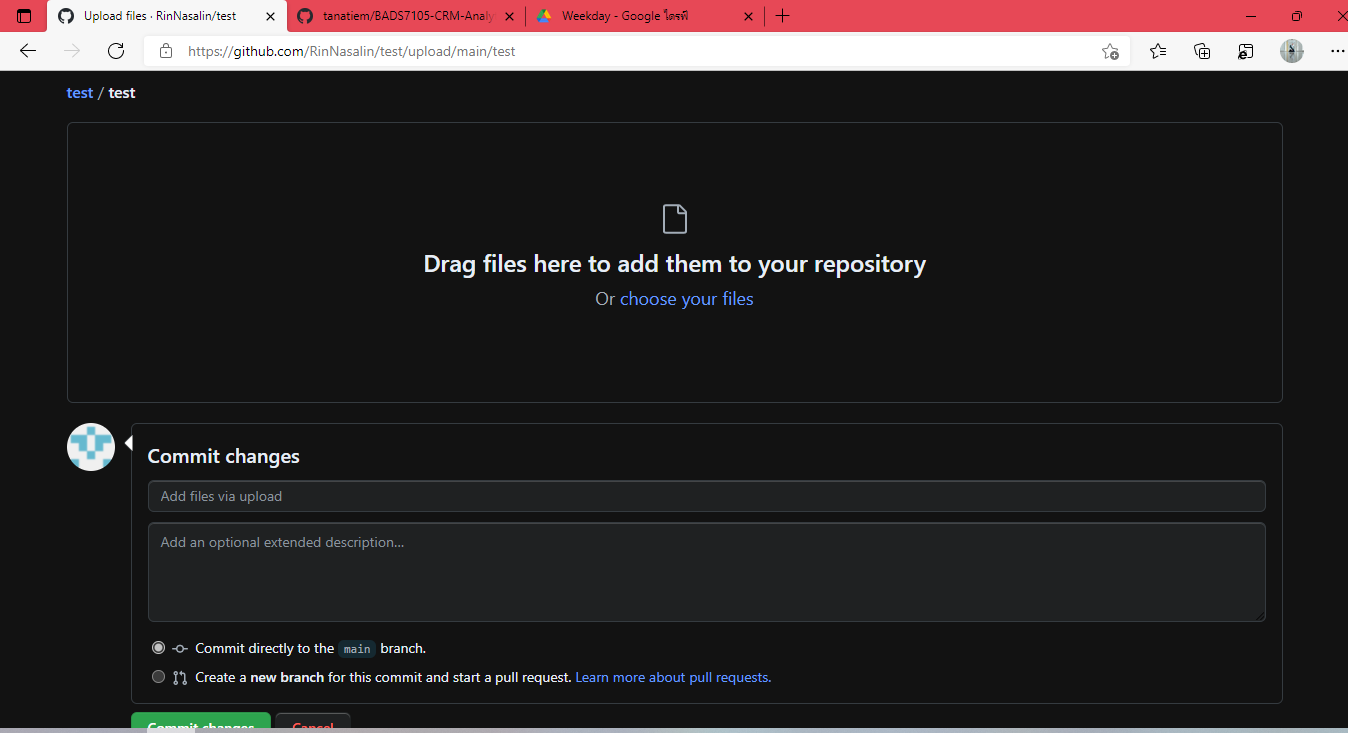 Upload files · RinNasalin/test
tanatiem/BADS7105-CRM-Analy
Weekday - Google ไดรฟ์
https://github.com/RinNasalin/test/upload/main/test
test / test
Drag files here to add them to your repository
Or choose your files
Commit changes
Add files via upload
Add an optional extended description...
Commit directly to the main branch.
Create a new branch for this commit and start a pull request. Learn more about pull requests.
Commit changes
Cancel